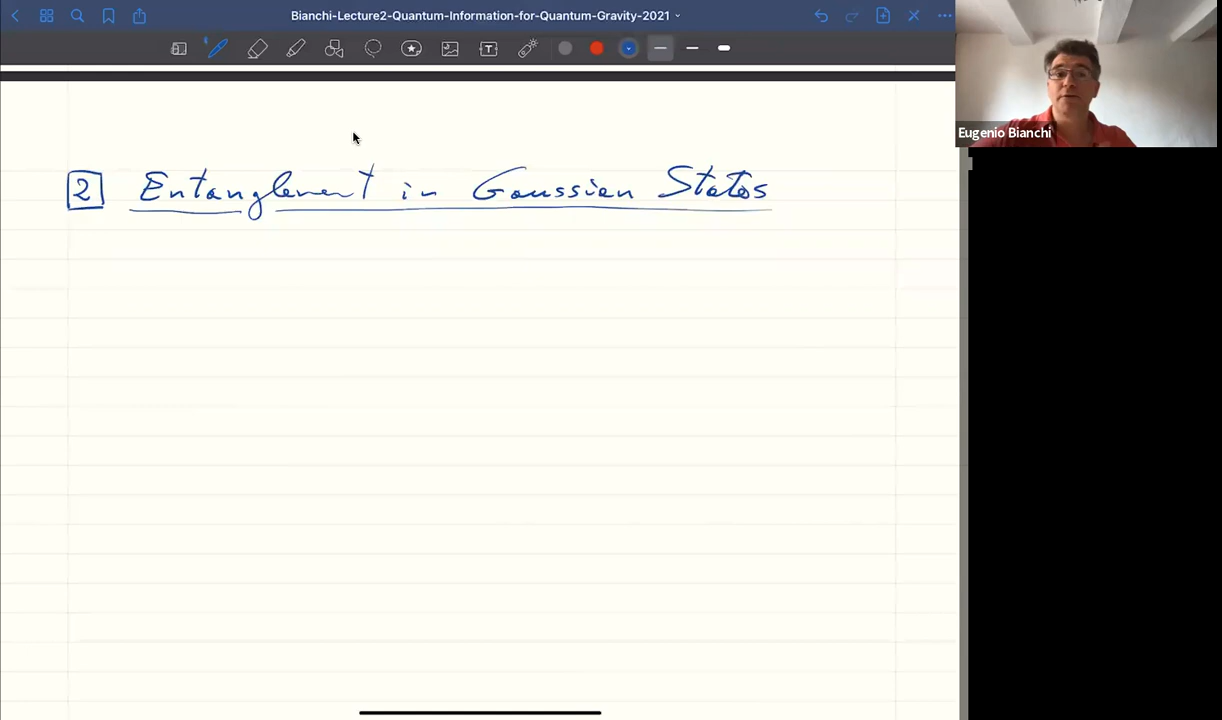 Bianchi-Lecture2-Quantum-Information-for-Quantum-Gravity-2021
Eugenio Bianchi
2 Entanglement in Gaussian States